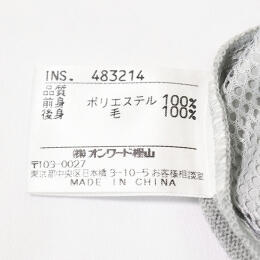 INS. 483214
品質
前身 ポリエステル 100%
後身 毛 100%
㈱オンワード樫山
〒103-0027
東京都中央区日本橋3-10-5お客様相談室
MADE IN CHINA